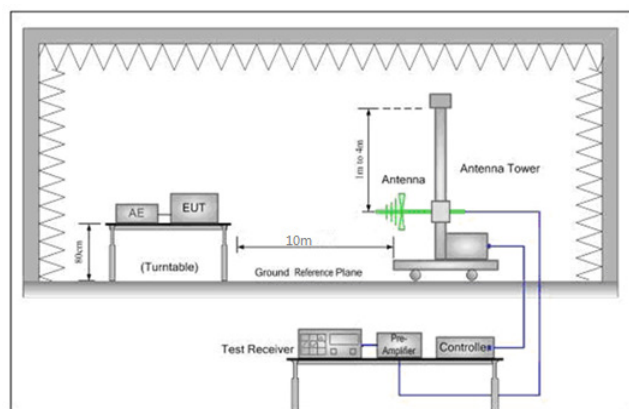 1m to 4m
Antenna
Antenna Tower
AE
EUT
80cm
10m
(Turntable)
Ground Reference Plane
Test Receiver
Pre-
Amplifier
Controller